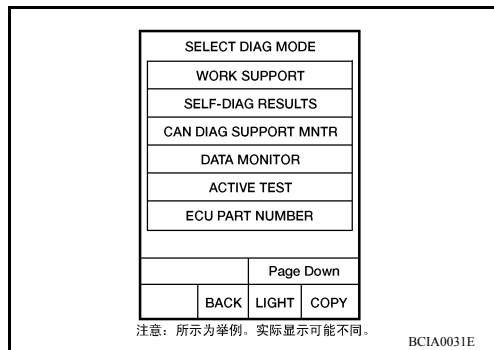 SELECT DIAG MODE
WORK SUPPORT
SELF-DIAG RESULTS
CAN DIAG SUPPORT MNTR
DATA MONITOR
ACTIVE TEST
ECU PART NUMBER
Page Down
BACK LIGHT COPY
注意：所示为举例。实际显示可能不同。
BCIA0031E